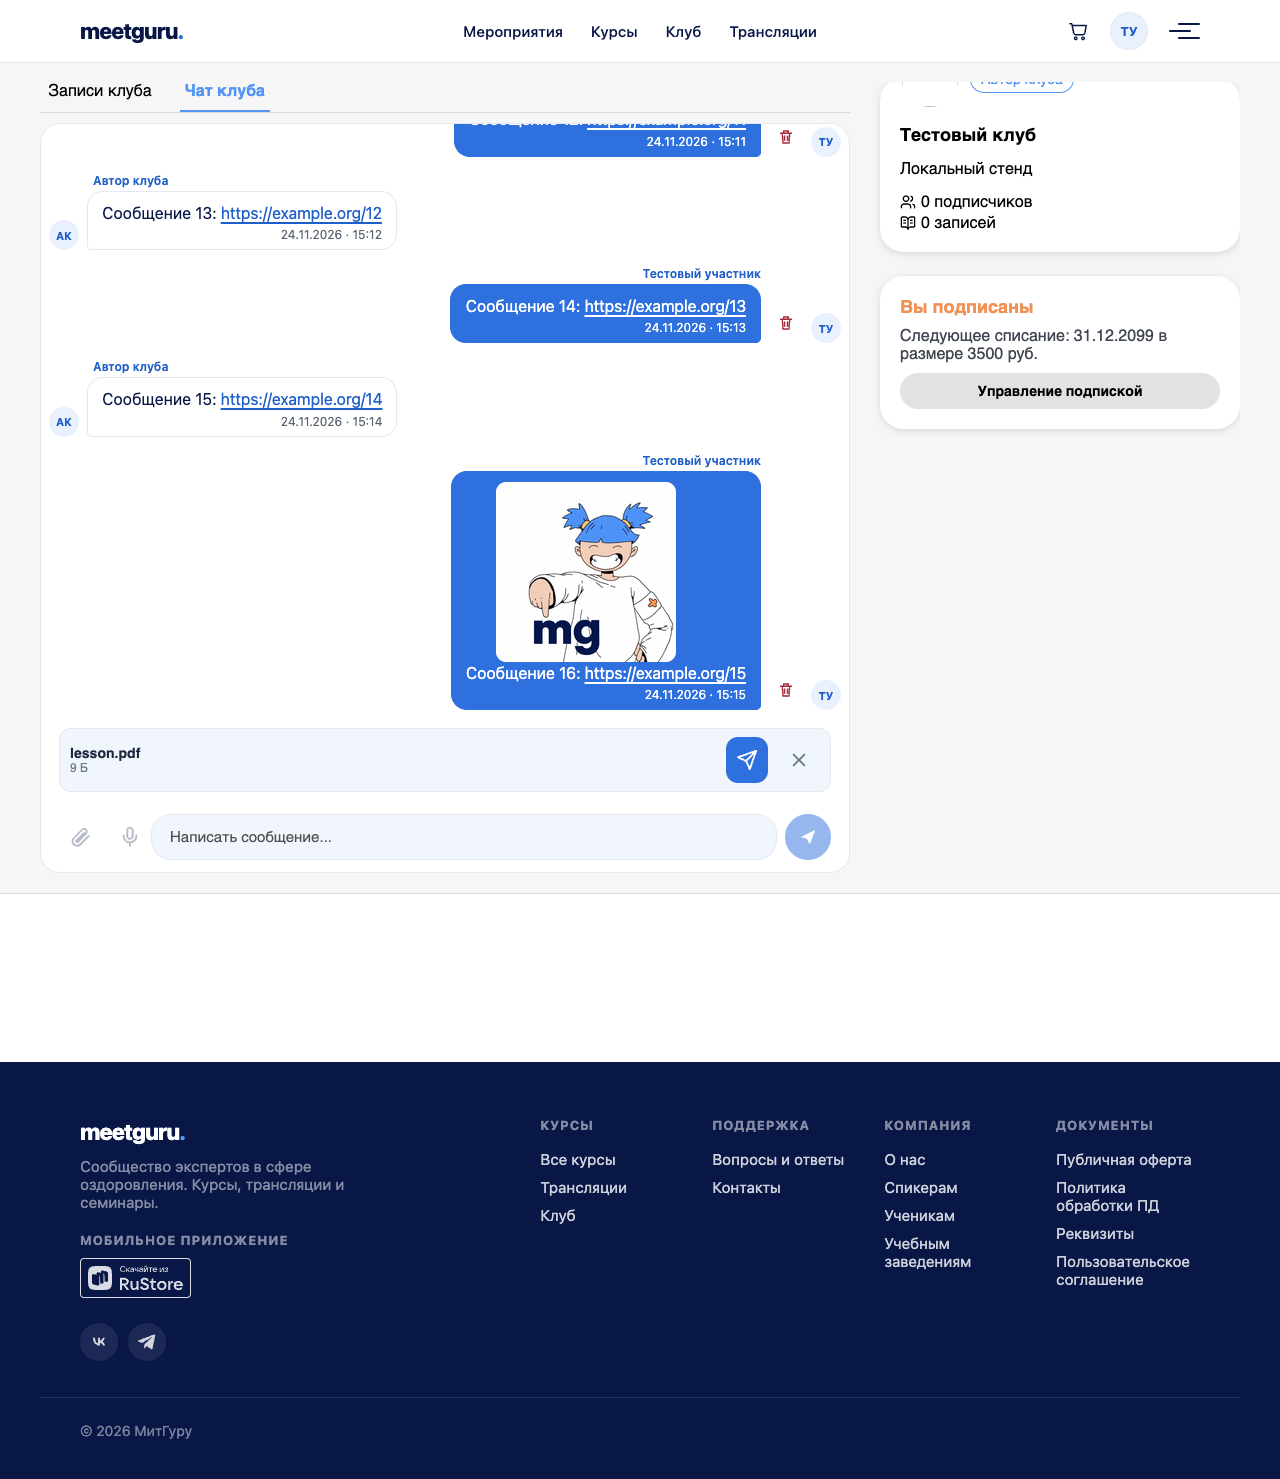 meetguru.
Мероприятия
Курсы
Клуб
Трансляции
ТУ
Записи клуба
Чат клуба
24.11.2026 · 15:11
ТУ
Автор клуба
Сообщение 13: https://example.org/12
24.11.2026 · 15:12
АК
Тестовый участник
Сообщение 14: https://example.org/13
24.11.2026 · 15:13
ТУ
Автор клуба
Сообщение 15: https://example.org/14
24.11.2026 · 15:14
АК
Тестовый участник
mg
Сообщение 16: https://example.org/15
24.11.2026 · 15:15
ТУ
lesson.pdf
9 Б
Написать сообщение...
Автор клуба
Тестовый клуб
Локальный стенд
0 подписчиков
0 записей
Вы подписаны
Следующее списание: 31.12.2099 в
размере 3500 руб.
Управление подпиской
meetguru.
Сообщество экспертов в сфере
оздоровления. Курсы, трансляции и
семинары.
МОБИЛЬНОЕ ПРИЛОЖЕНИЕ
Скачайте из
RuStore
КУРСЫ
Все курсы
Трансляции
Клуб
ПОДДЕРЖКА
Вопросы и ответы
Контакты
КОМПАНИЯ
О нас
Спикерам
Ученикам
Учебным
заведениям
ДОКУМЕНТЫ
Публичная оферта
Политика
обработки ПД
Реквизиты
Пользовательское
соглашение
© 2026 МитГуру